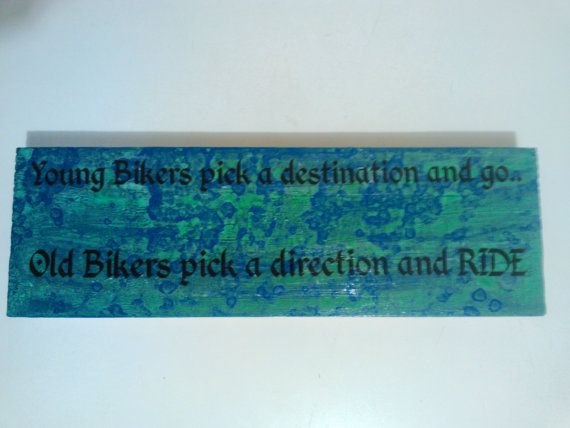 Young Bikers pick a destination and go..
Old Bikers pick a direction and RIDE